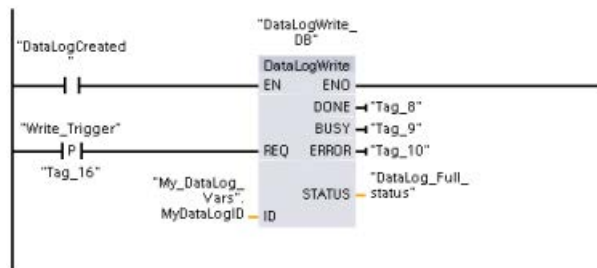 "DataLogWrite_
DB"
"DataLogCreated
"
DataLogWrite
EN ENO
DONE "Tag_8"
"Write_Trigger"
BUSY "Tag_9"
P
REQ ERROR "Tag_10"
"Tag_16"
"My_DataLog_
Vars".
MyDataLogID ID
"DataLog_Full_
STATUS status"